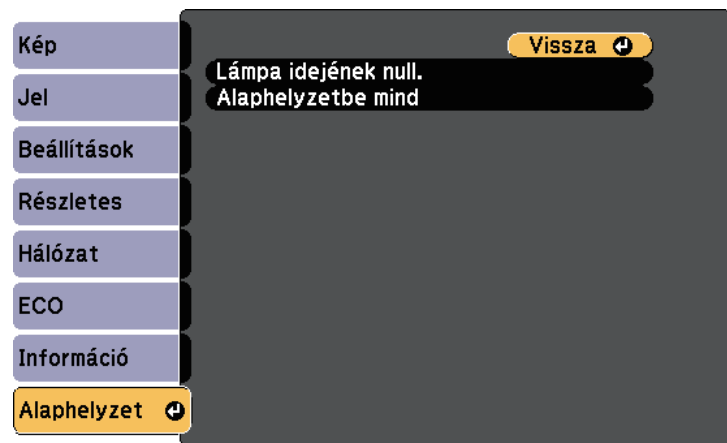 Kép
Jel
Beállítások
Részletes
Hálózat
ECO
Információ
Alaphelyzet
Vissza
Lámpa idejének null.
Alaphelyzetbe mind